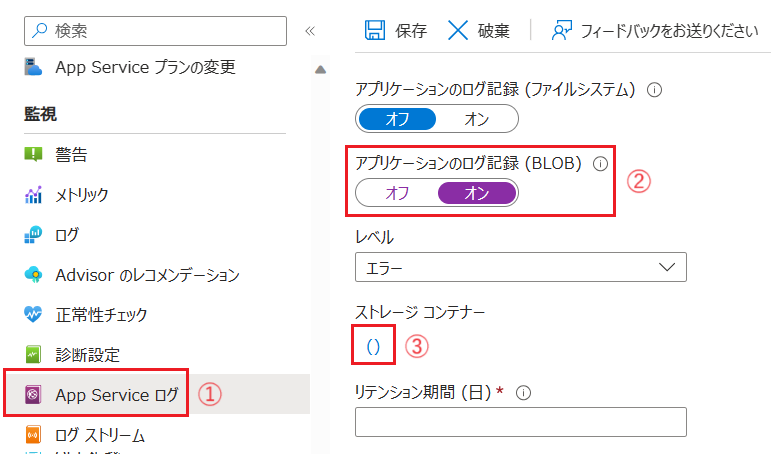 検索
App Service プランの変更
監視
警告
メトリック
ログ
Advisor のレコメンデーション
正常性チェック
診断設定
App Service ログ ①
ログ ストリーム
保存 破棄 フィードバックをお送りください
アプリケーションのログ記録 (ファイルシステム)
オフ オン
アプリケーションのログ記録 (BLOB)
オフ オン ②
レベル
エラー
ストレージ コンテナー
() ③
リテンション期間 (日) *